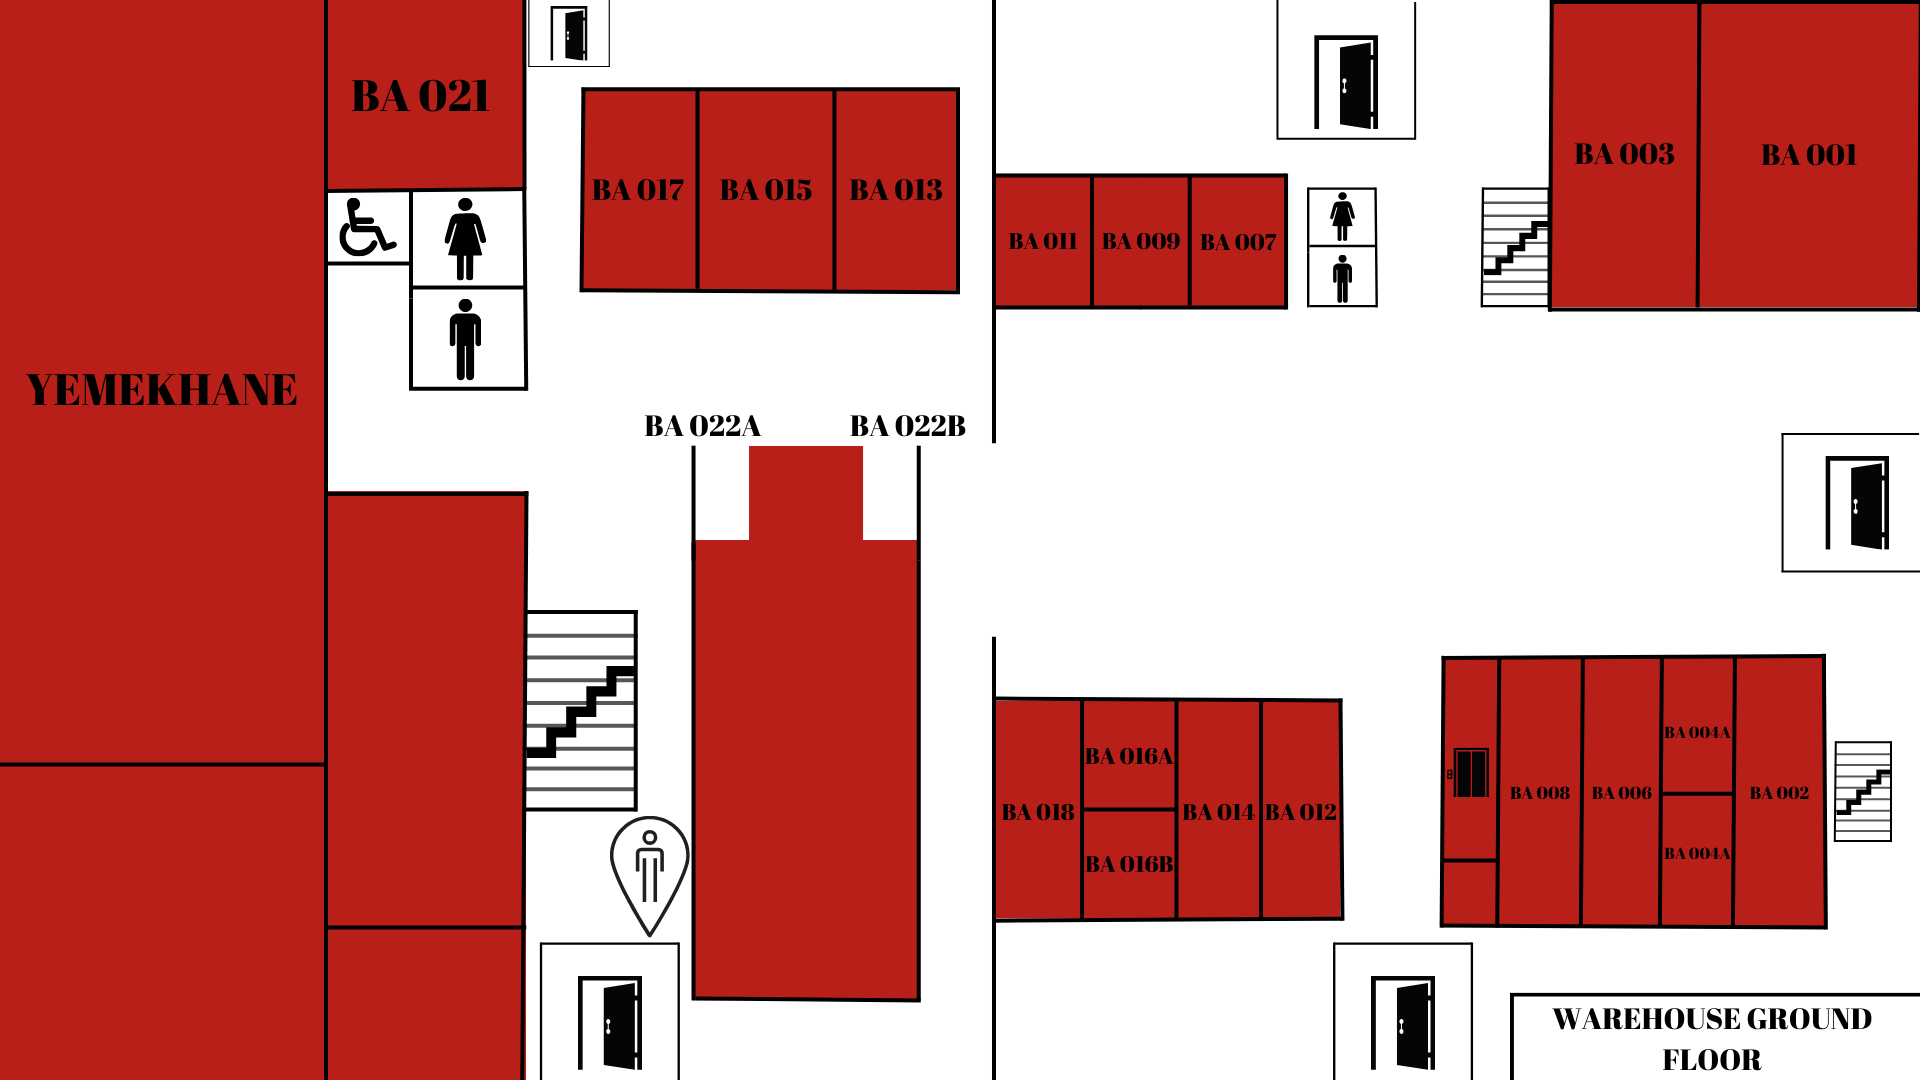 BA 021
BA 017
BA 015
BA 013
BA 011
BA 009
BA 007
BA 003
BA 001
YEMEKHANE
BA 022A
BA 022B
BA 018
BA 016A
BA 016B
BA 014
BA 012
BA 008
BA 006
BA 004A
BA 004A
BA 002
WAREHOUSE GROUND
FLOOR